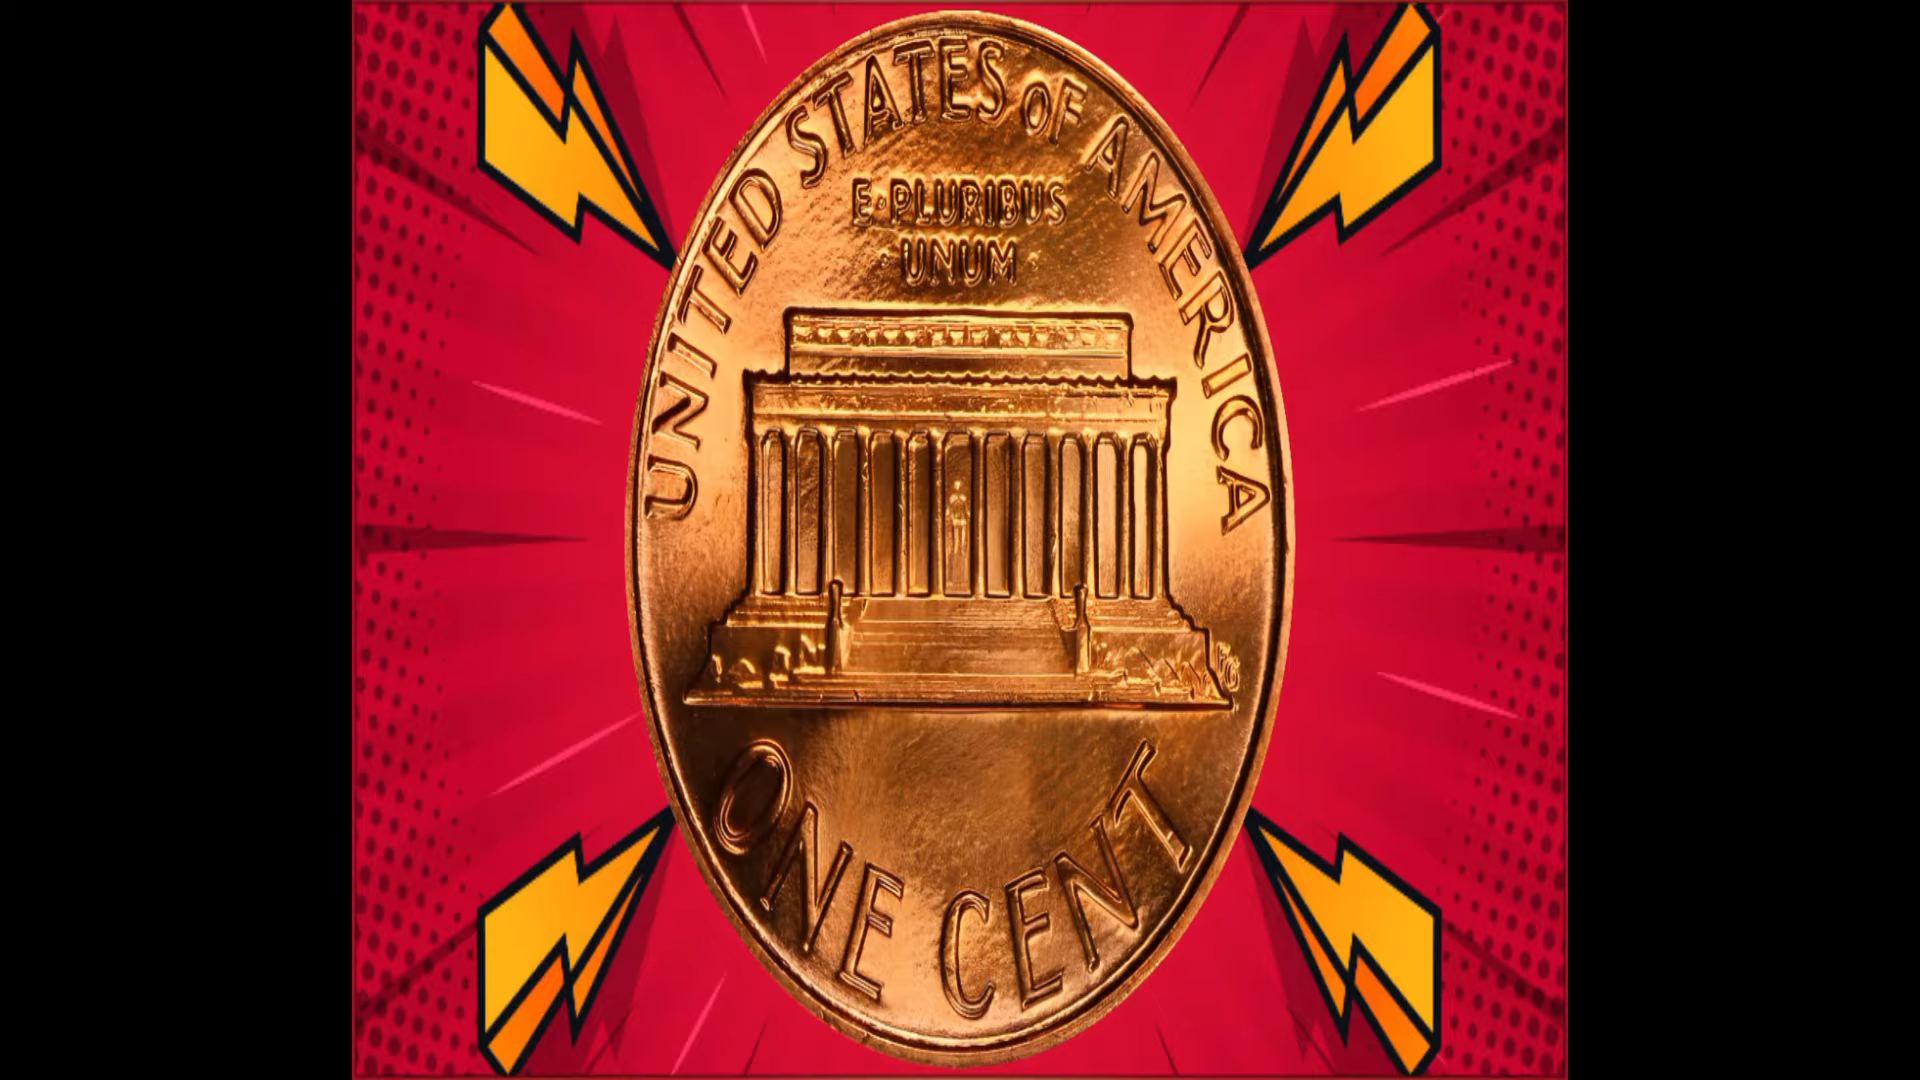 UNITED STATES OF AMERICA
E·PLURIBUS
·UNUM·
FG
ONE CENT